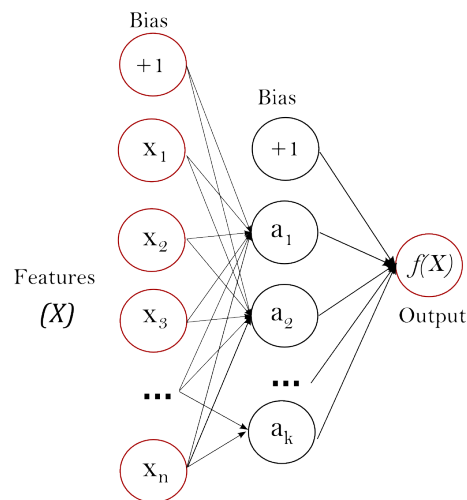 Bias
+1
x₁
x₂
Features
(X)
x₃
...
xₙ
Bias
+1
a₁
a₂
...
aₖ
f(X)
Output